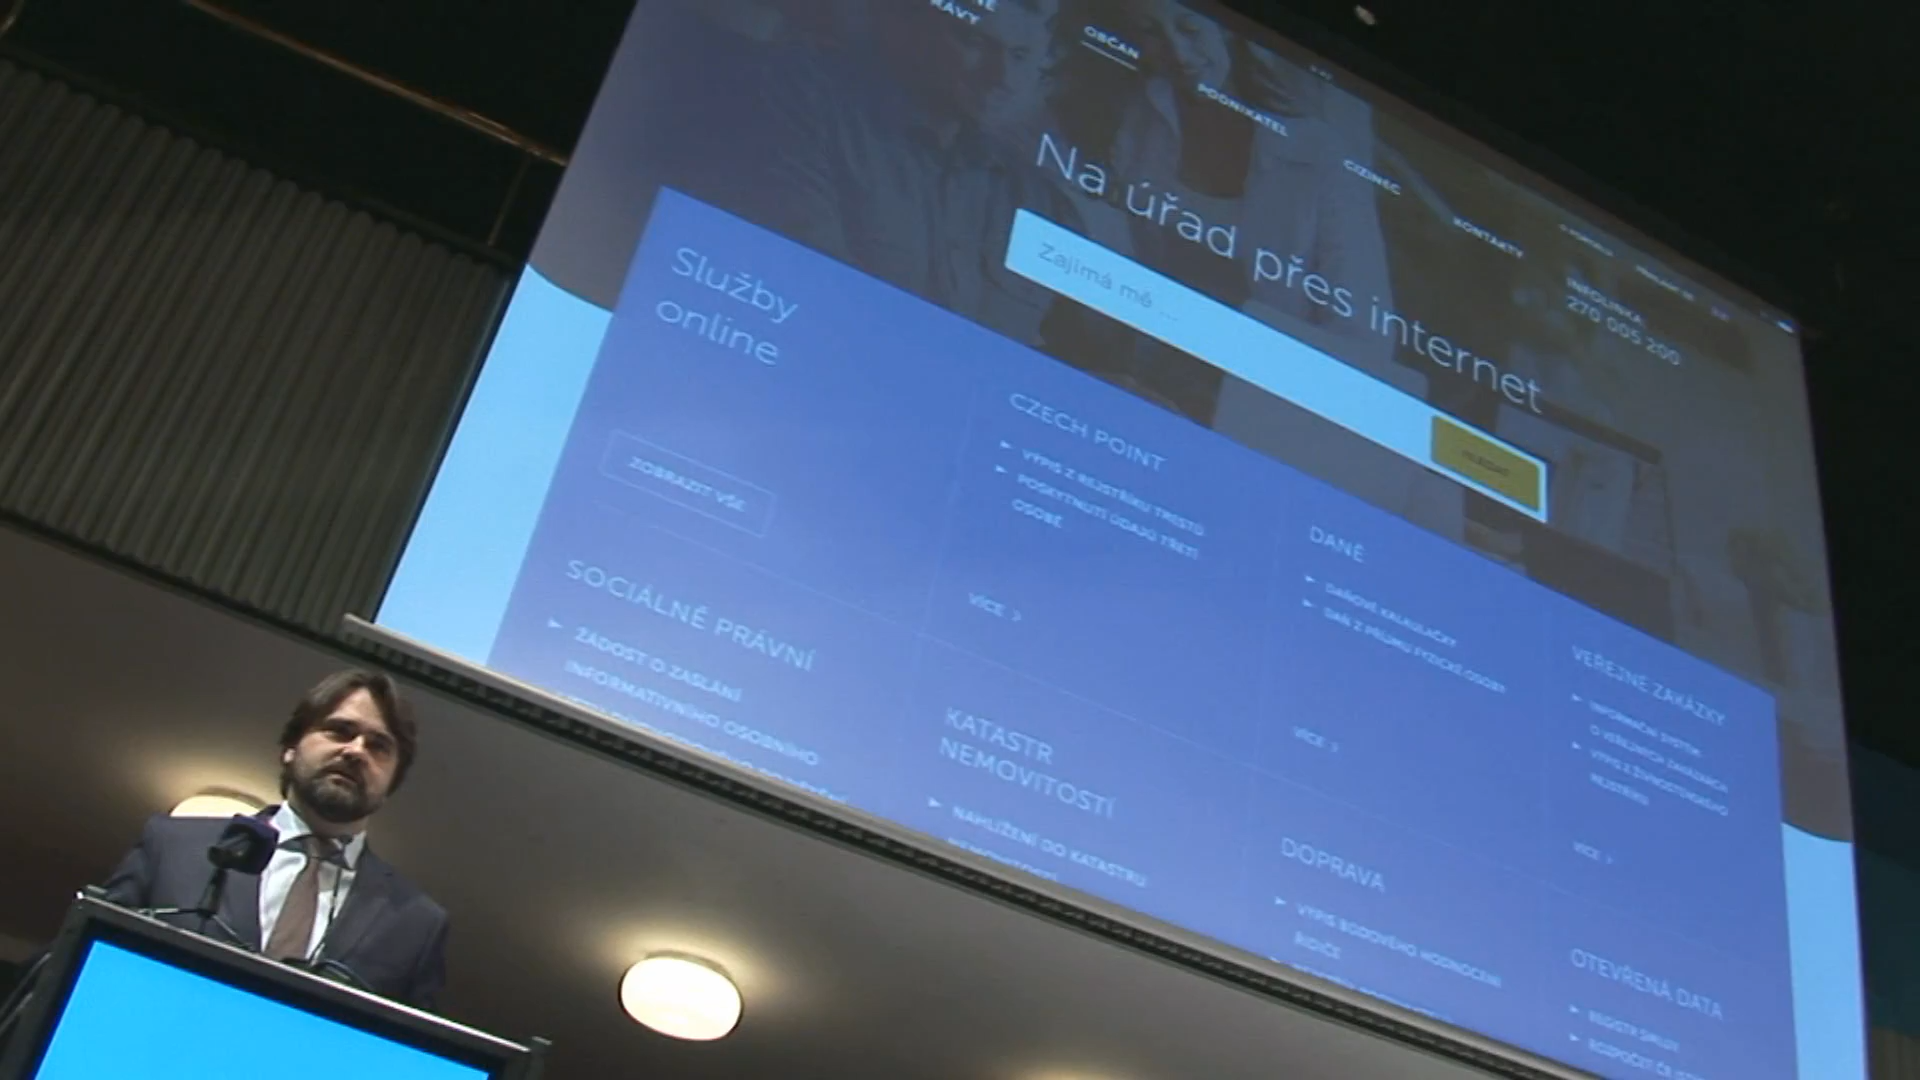 OBČAN
PODNIKATEL
CIZINEC
KONTAKTY
INFOLINKA
270 005 200
Na úřad přes internet
Zajímá mě ...
HLEDAT
Služby
online
ZOBRAZIT VŠE
CZECH POINT
VÝPIS Z REJSTŘÍKU TRESTŮ
POSKYTNUTÍ ÚDAJŮ TŘETÍ
OSOBĚ
VÍCE
DANĚ
DAŇOVÉ KALKULAČKY
DAŇ Z PŘÍJMU FYZICKÉ OSOBY
VÍCE
VEŘEJNÉ ZAKÁZKY
INFORMAČNÍ SYSTÉM
O VEŘEJNÝCH ZAKÁZKÁCH
VÝPIS Z ŽIVNOSTENSKÉHO
REJSTŘÍKU
VÍCE
SOCIÁLNĚ PRÁVNÍ
ŽÁDOST O ZASLÁNÍ
INFORMATIVNÍHO OSOBNÍHO
KATASTR
NEMOVITOSTÍ
NAHLÍŽENÍ DO KATASTRU
DOPRAVA
VÝPIS BODOVÉHO HODNOCENÍ
ŘIDIČE
OTEVŘENÁ DATA
REGISTR SMLUV
ROZPOČET ČR